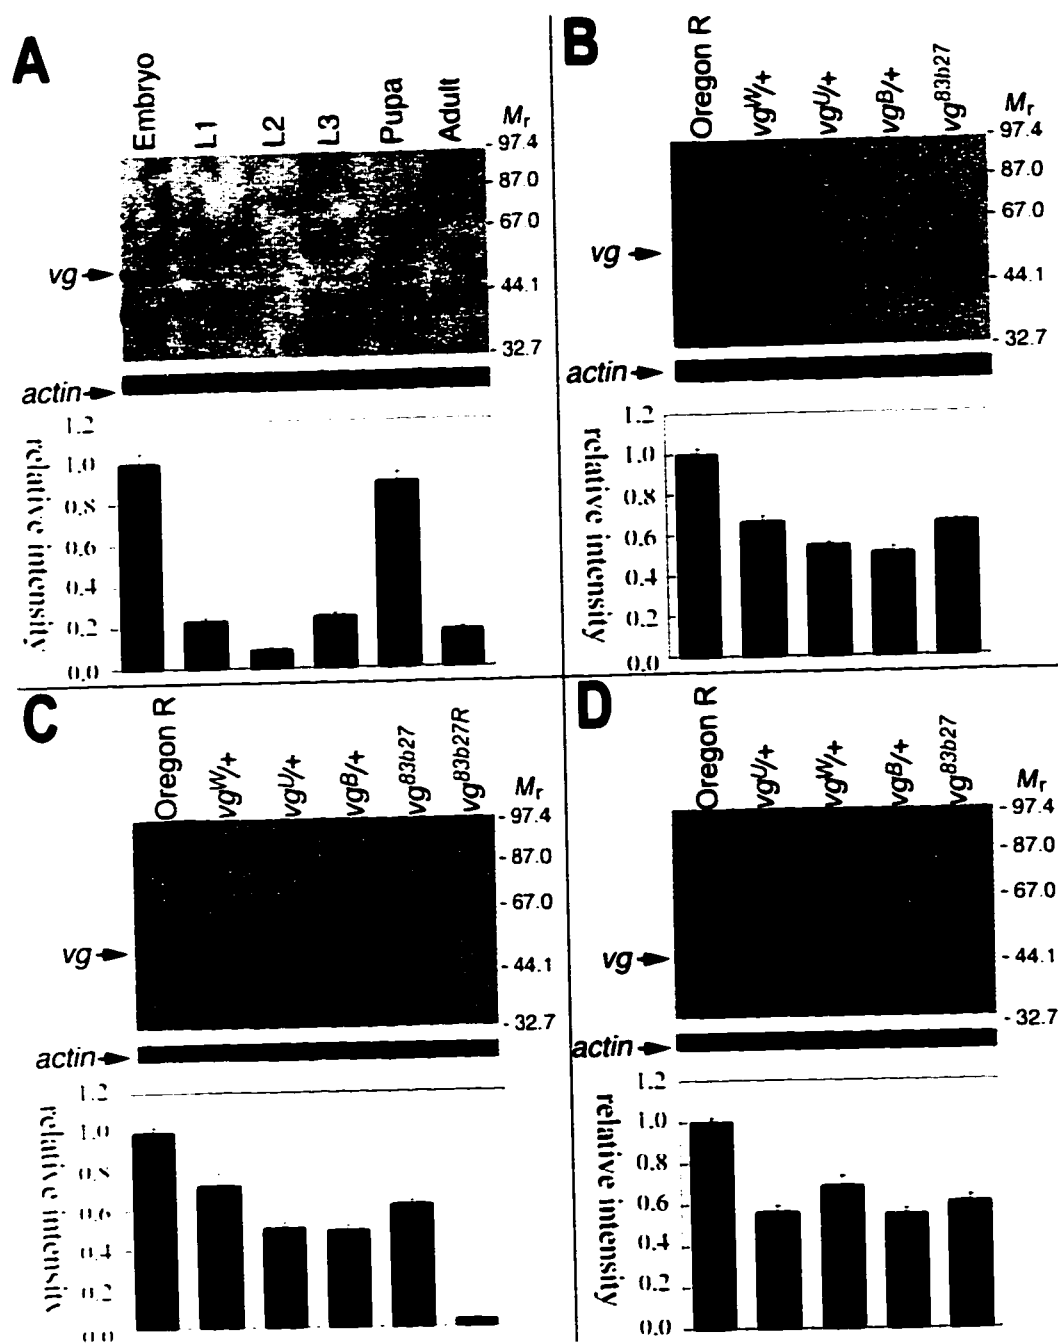 A
Embryo
L1
L2
L3
Pupa
Adult
Mr
- 97.4
- 87.0
- 67.0
- 44.1
- 32.7
vg
actin
relative intensity
1.2
1.0
0.8
0.6
0.4
0.2
0.0
B
Oregon R
vgW/+
vgU/+
vgB/+
vg83b27
Mr
- 97.4
- 87.0
- 67.0
- 44.1
- 32.7
vg
actin
relative intensity
1.2
1.0
0.8
0.6
0.4
0.2
0.0
C
Oregon R
vgW/+
vgU/+
vgB/+
vg83b27
vg83b27R
Mr
- 97.4
- 87.0
- 67.0
- 44.1
- 32.7
vg
actin
relative intensity
1.2
1.0
0.8
0.6
0.4
0.2
0.0
D
Oregon R
vgU/+
vgW/+
vgB/+
vg83b27
Mr
- 97.4
- 87.0
- 67.0
- 44.1
- 32.7
vg
actin
relative intensity
1.2
1.0
0.8
0.6
0.4
0.2
0.0